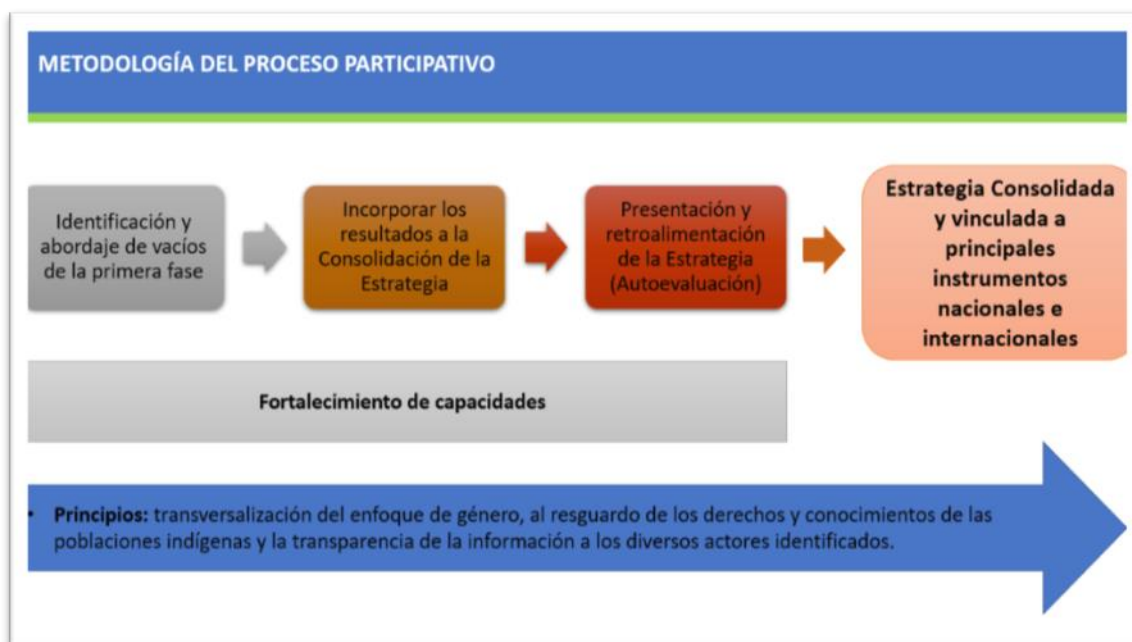 METODOLOGÍA DEL PROCESO PARTICIPATIVO
Identificación y
abordaje de vacíos
de la primera fase
Incorporar los
resultados a la
Consolidación de la
Estrategia
Presentación y
retroalimentación
de la Estrategia
(Autoevaluación)
Estrategia Consolidada
y vinculada a
principales
instrumentos
nacionales e
internacionales
Fortalecimiento de capacidades
• Principios: transversalización del enfoque de género, al resguardo de los derechos y conocimientos de las
poblaciones indígenas y la transparencia de la información a los diversos actores identificados.